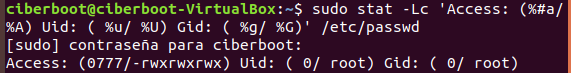 ciberboot@ciberboot-VirtualBox:~$ sudo stat -Lc 'Access: (%#a/
%A) Uid: ( %u/ %U) Gid: ( %g/ %G)' /etc/passwd
[sudo] contraseña para ciberboot:
Access: (0777/-rwxrwxrwx) Uid: ( 0/ root) Gid: ( 0/ root)